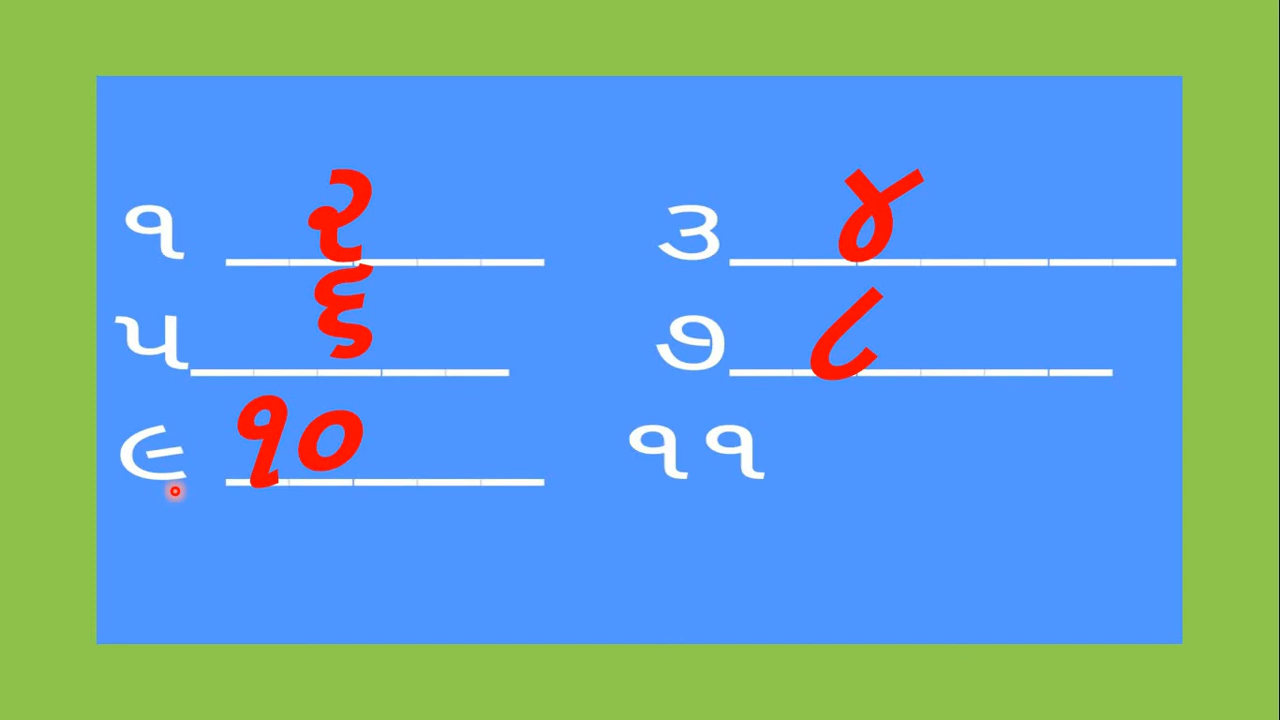 ૧ ૨ ૩ ૪
૫ ૬ ૭ ૮
૯ ૧૦ ૧૧